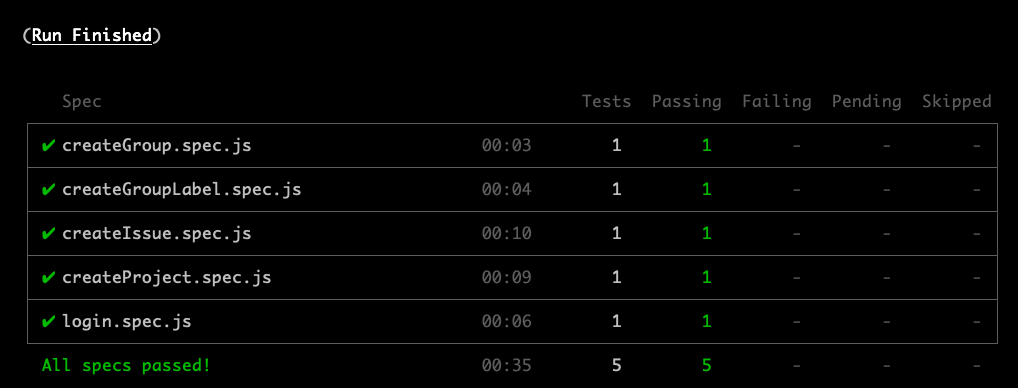 (Run Finished)
Spec Tests Passing Failing Pending Skipped
✔ createGroup.spec.js 00:03 1 1 - - -
✔ createGroupLabel.spec.js 00:04 1 1 - - -
✔ createIssue.spec.js 00:10 1 1 - - -
✔ createProject.spec.js 00:09 1 1 - - -
✔ login.spec.js 00:06 1 1 - - -
All specs passed! 00:35 5 5 - - -